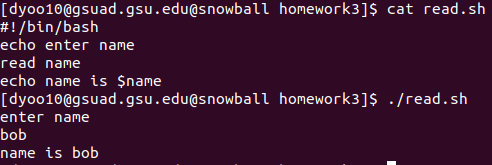 [dyoo10@gsuad.gsu.edu@snowball homework3]$ cat read.sh
#!/bin/bash
echo enter name
read name
echo name is $name
[dyoo10@gsuad.gsu.edu@snowball homework3]$ ./read.sh
enter name
bob
name is bob